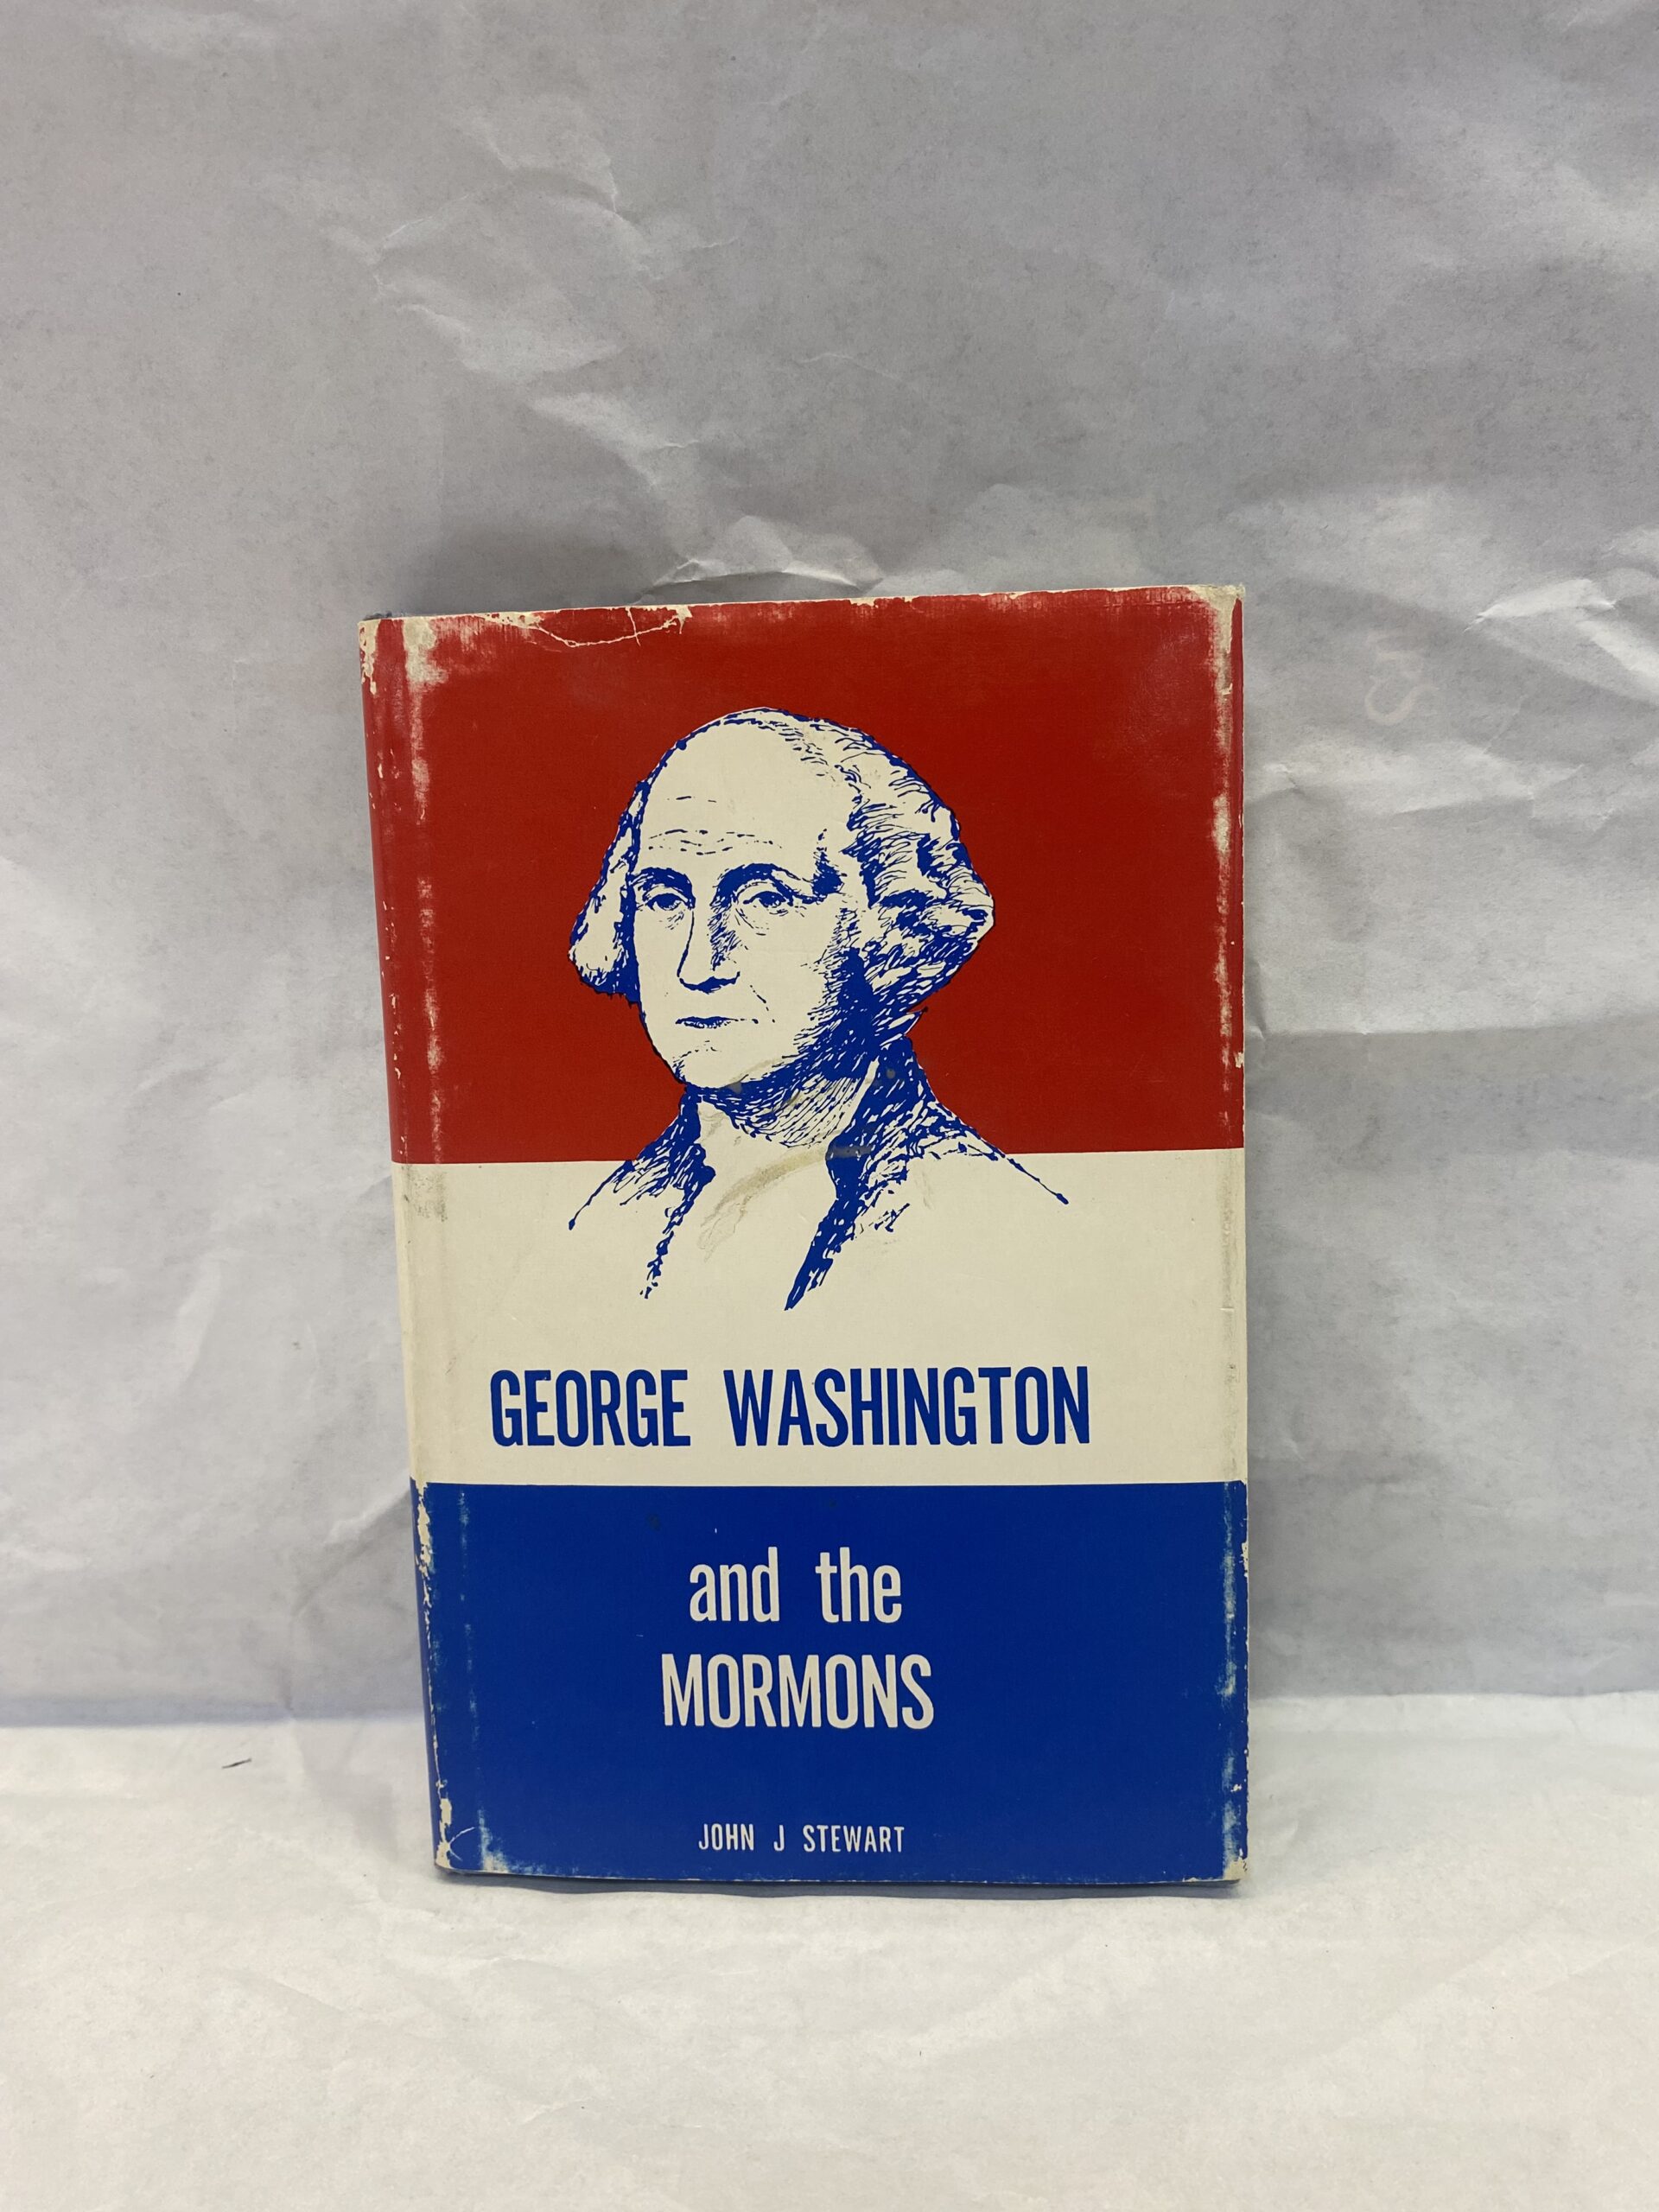 GEORGE WASHINGTON
and the
MORMONS
JOHN J STEWART